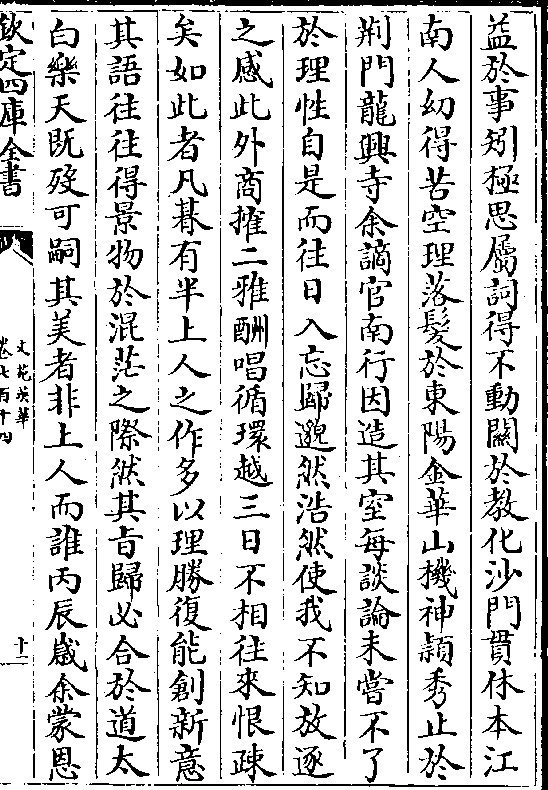 益於事矧極思屬詞得不動關於教化沙門貫休本江
南人幼得苦空理落髮於東陽金華山機神頴秀止於
荆門龍興寺余謫官南行因造其室每談論未嘗不了
於理性自是而往日入忘歸邈然浩然使我不知放逐
之感此外商搉二雅酬唱循環越三日不相往來恨疎
矣如此者凡朞有半上人之作多以理勝復能創新意
其語往往得景物於混茫之際然其旨歸必合於道太
白樂天既歿可嗣其美者非上人而誰丙辰歲余蒙恩
欽定四庫全書
文苑英華
卷七百十四
十二